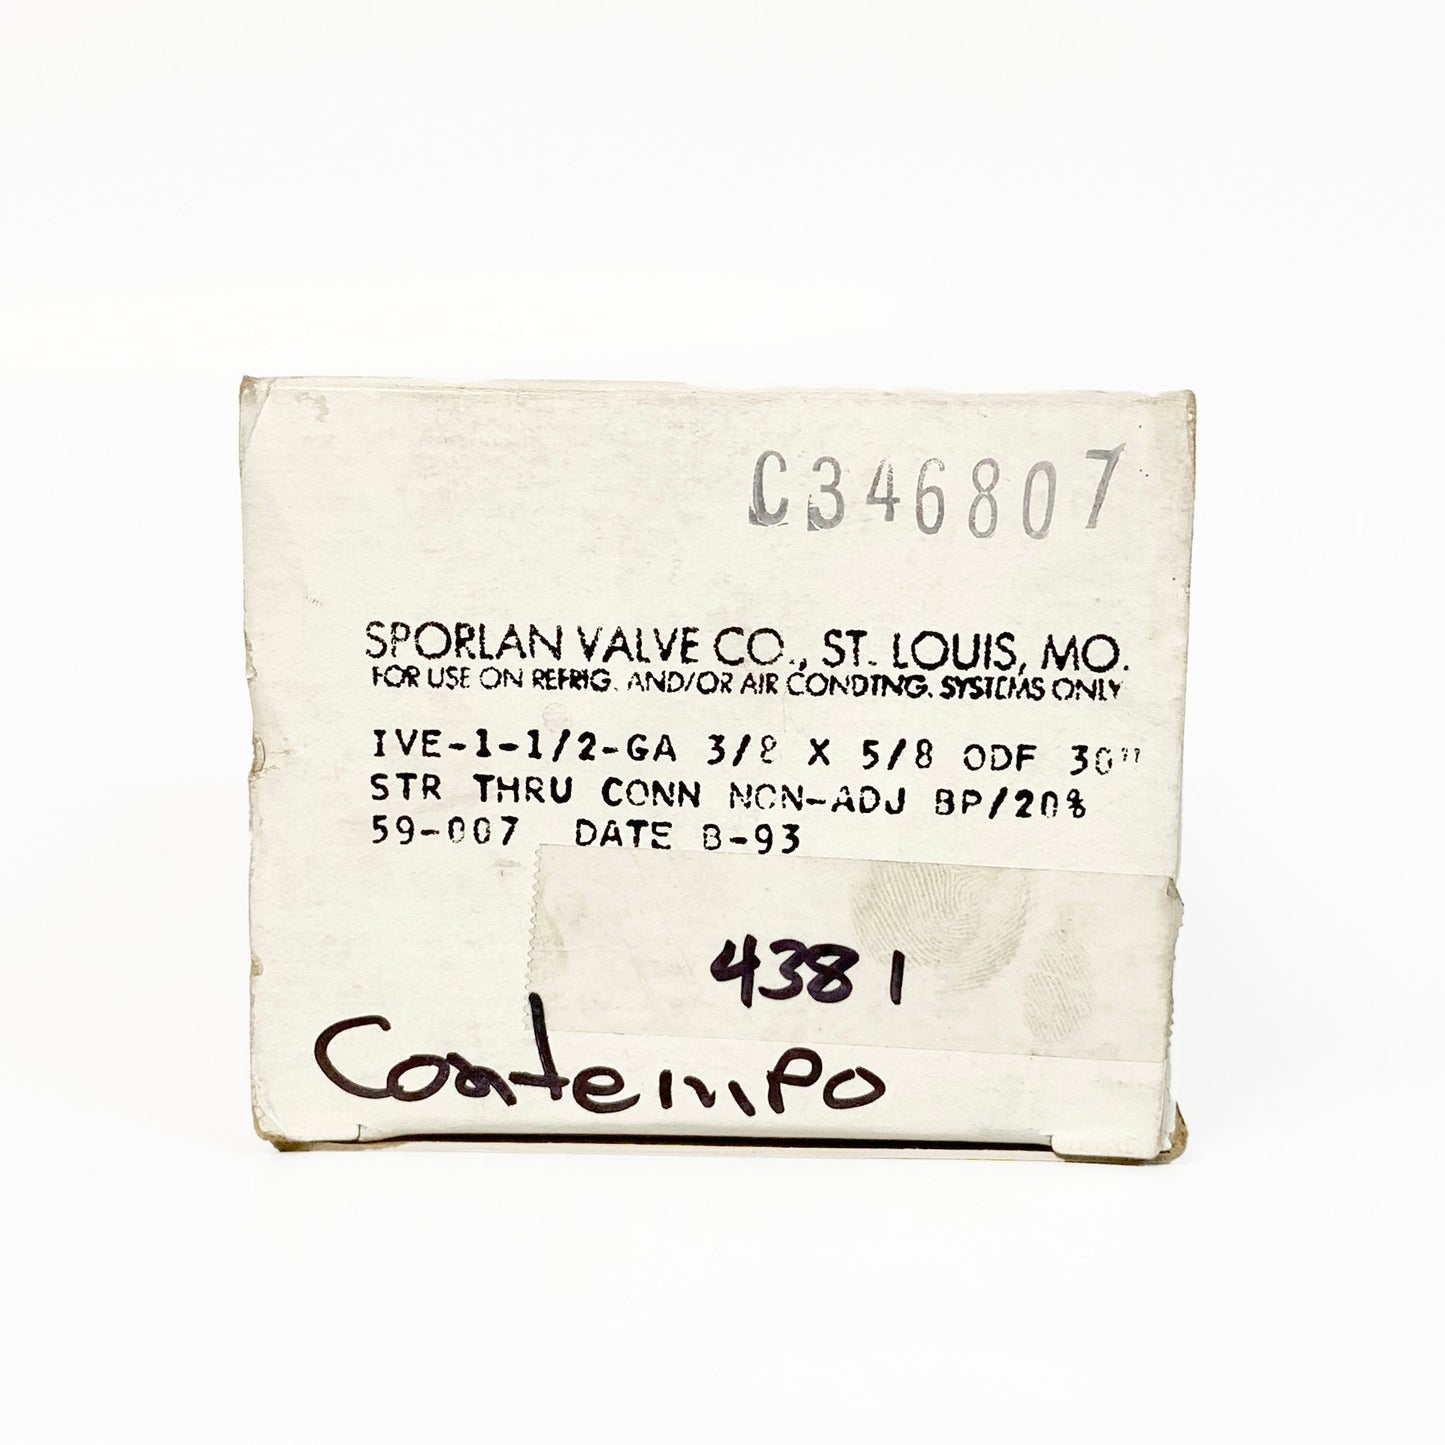 C346807
SPORLAN VALVE CO., ST. LOUIS, MO.
FOR USE ON REFRIG. AND/OR AIR CONDTNG. SYSTEMS ONLY
IVE-1-1/2-GA 3/8 X 5/8 ODF 30"
STR THRU CONN NON-ADJ BP/20%
59-007 DATE B-93
4381
Contempo